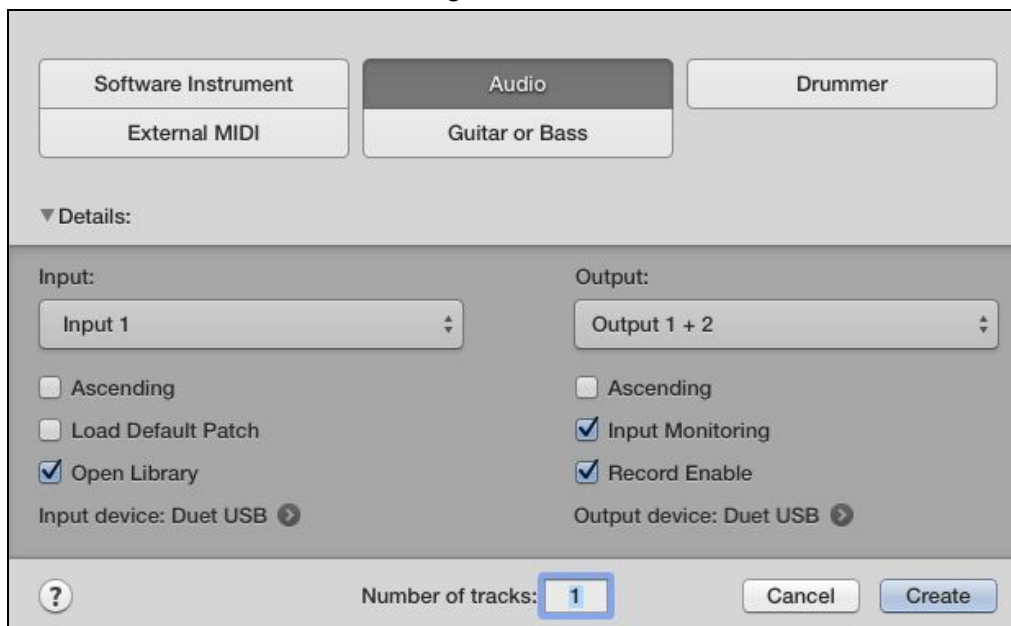 Software Instrument
Audio
Drummer
External MIDI
Guitar or Bass
Details:
Input:
Output:
Input 1
Output 1 + 2
Ascending
Ascending
Load Default Patch
Input Monitoring
Open Library
Record Enable
Input device: Duet USB
Output device: Duet USB
?
Number of tracks: 1
Cancel
Create